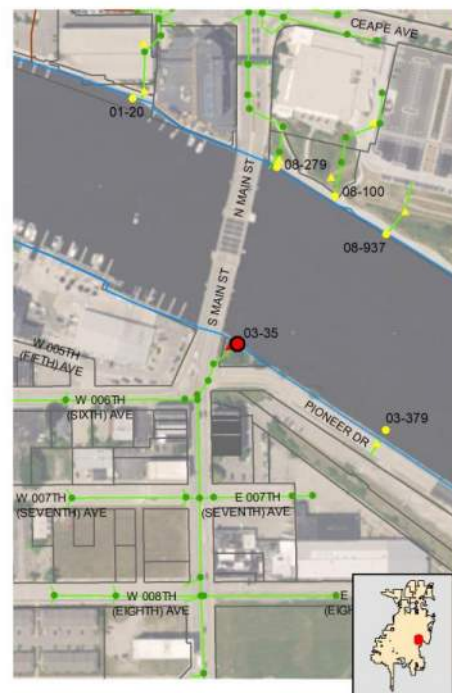 CEAPE AVE
01-20
08-279
N MAIN ST
08-100
08-937
S MAIN ST
03-35
W 005TH
(FIFTH) AVE
W 006TH
(SIXTH) AVE
PIONEER DR
03-379
W 007TH
(SEVENTH) AVE
E 007TH
(SEVENTH) AVE
W 008TH
(EIGHTH) AVE
E
(EIGH